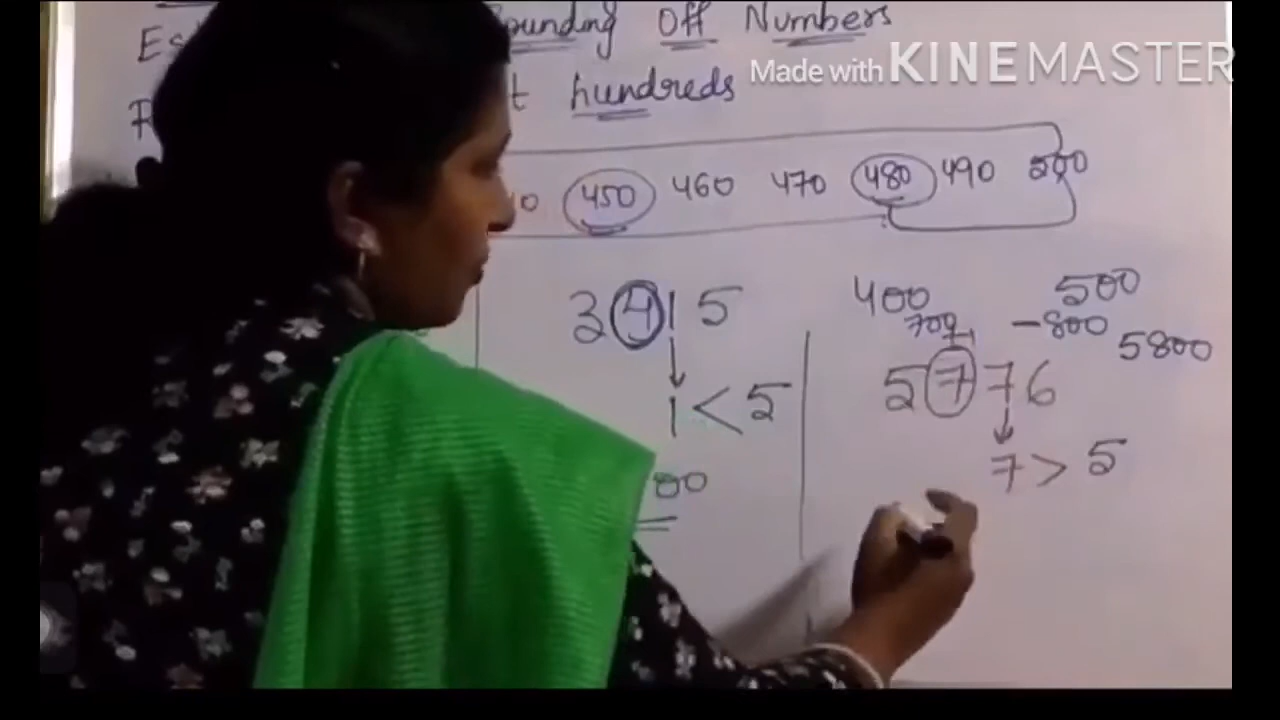 Rounding Off Numbers
Made with KINEMASTER
hundreds
450 460 470 480 490 500
3415
400 500
700 -800
5800
5776
1 < 5
7 > 5
00